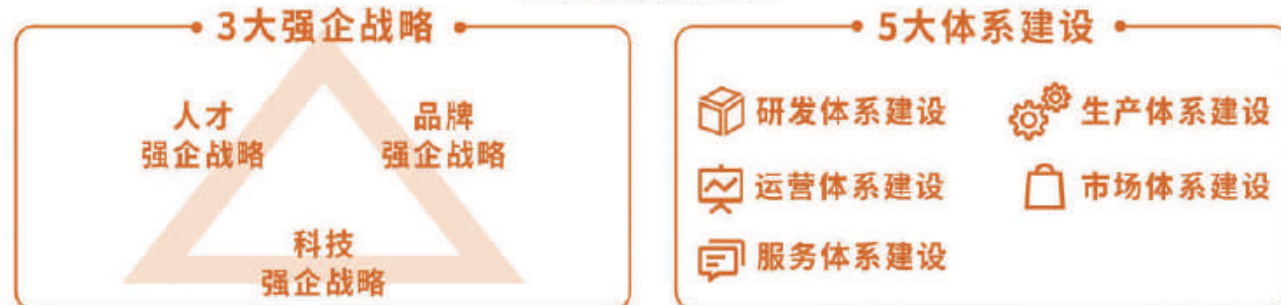 3大强企战略
人才
强企战略
品牌
强企战略
科技
强企战略
5大体系建设
研发体系建设
生产体系建设
运营体系建设
市场体系建设
服务体系建设